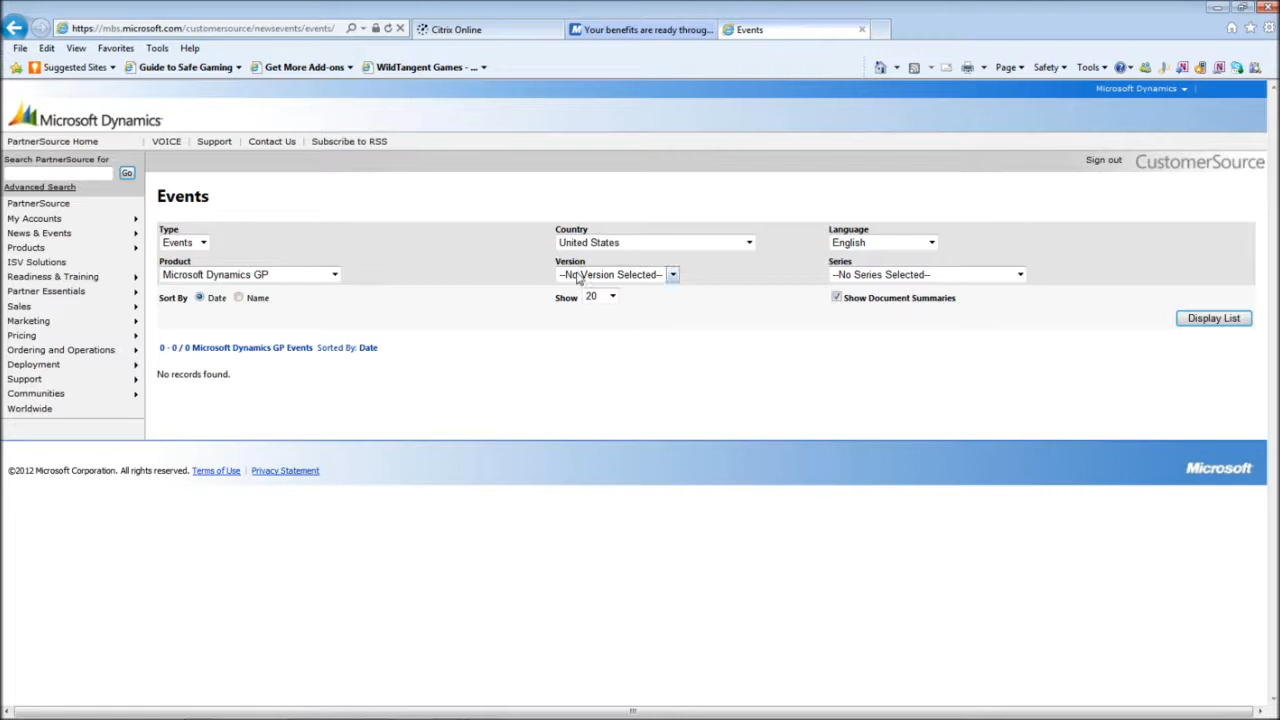 https://mbs.microsoft.com/customersource/newsevents/events/
Citrix Online
Your benefits are ready throug...
Events
File Edit View Favorites Tools Help
Suggested Sites
Guide to Safe Gaming
Get More Add-ons
WildTangent Games - ...
Page
Safety
Tools
Microsoft Dynamics
Microsoft Dynamics
PartnerSource Home
VOICE
Support
Contact Us
Subscribe to RSS
Search PartnerSource for
Go
Advanced Search
Sign out
CustomerSource
PartnerSource
My Accounts
News & Events
Products
ISV Solutions
Readiness & Training
Partner Essentials
Sales
Marketing
Pricing
Ordering and Operations
Deployment
Support
Communities
Worldwide
Events
Type
Country
Language
Events
United States
English
Product
Version
Series
Microsoft Dynamics GP
--No Version Selected--
--No Series Selected--
Sort By Date Name
Show 20
Show Document Summaries
Display List
0 - 0 / 0 Microsoft Dynamics GP Events Sorted By: Date
No records found.
©2012 Microsoft Corporation. All rights reserved. Terms of Use | Privacy Statement
Microsoft